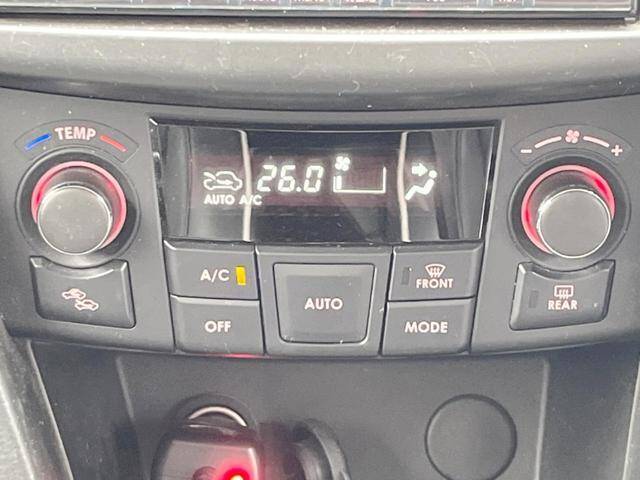 TEMP
- +
26.0
AUTO A/C
A/C
AUTO
FRONT
OFF
MODE
REAR